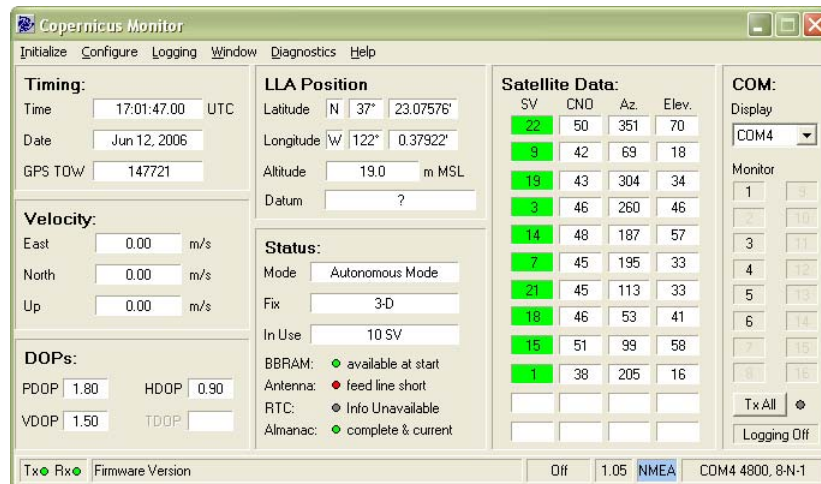 Copernicus Monitor
Initialize Configure Logging Window Diagnostics Help
Timing:
Time 17:01:47.00 UTC
Date Jun 12, 2006
GPS TOW 147721
Velocity:
East 0.00 m/s
North 0.00 m/s
Up 0.00 m/s
DOPs:
PDOP 1.80 HDOP 0.90
VDOP 1.50 TDOP
LLA Position
Latitude N 37° 23.07576'
Longitude W 122° 0.37922'
Altitude 19.0 m MSL
Datum ?
Status:
Mode Autonomous Mode
Fix 3-D
In Use 10 SV
BBRAM: available at start
Antenna: feed line short
RTC: Info Unavailable
Almanac: complete & current
Satellite Data:
SV CNO Az. Elev.
22 50 351 70
9 42 69 18
19 43 304 34
3 46 260 46
14 48 187 57
7 45 195 33
21 45 113 33
18 46 53 41
15 51 99 58
1 38 205 16
COM:
Display
COM4
Monitor
1 9
2 10
3 11
4 12
5 13
6 14
7 15
8 16
Tx All
Logging Off
Tx Rx Firmware Version Off 1.05 NMEA COM4 4800, 8-N-1